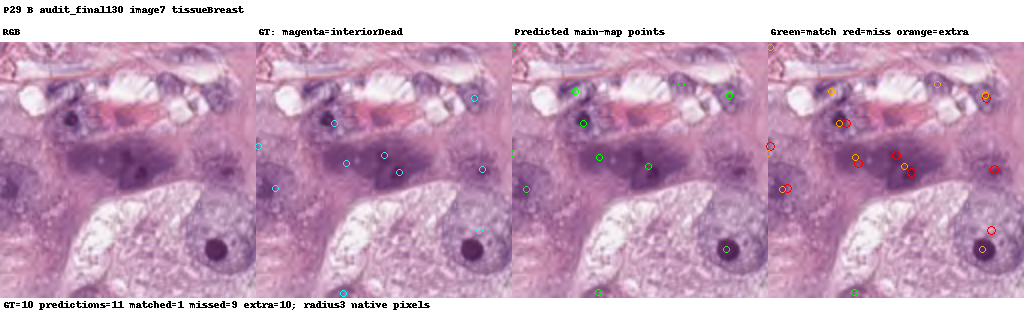 P29 B audit_final130 image7 tissueBreast
RGB
GT: magenta=interiorDead
Predicted main-map points
Green=match red=miss orange=extra
GT=10 predictions=11 matched=1 missed=9 extra=10; radius3 native pixels